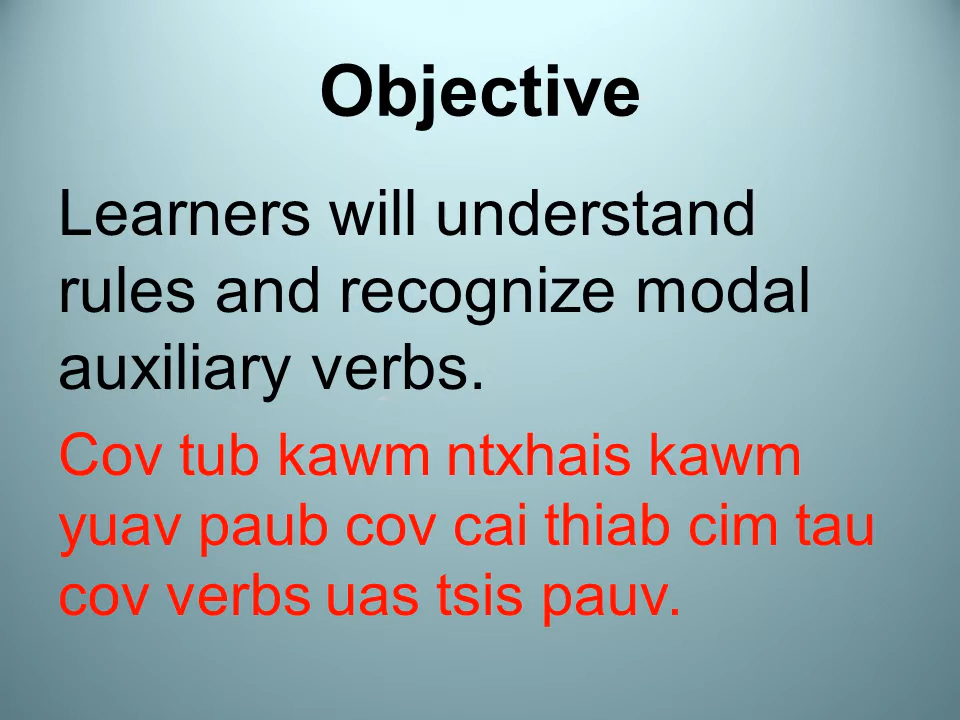 Objective
Learners will understand
rules and recognize modal
auxiliary verbs.
Cov tub kawm ntxhais kawm
yuav paub cov cai thiab cim tau
cov verbs uas tsis pauv.